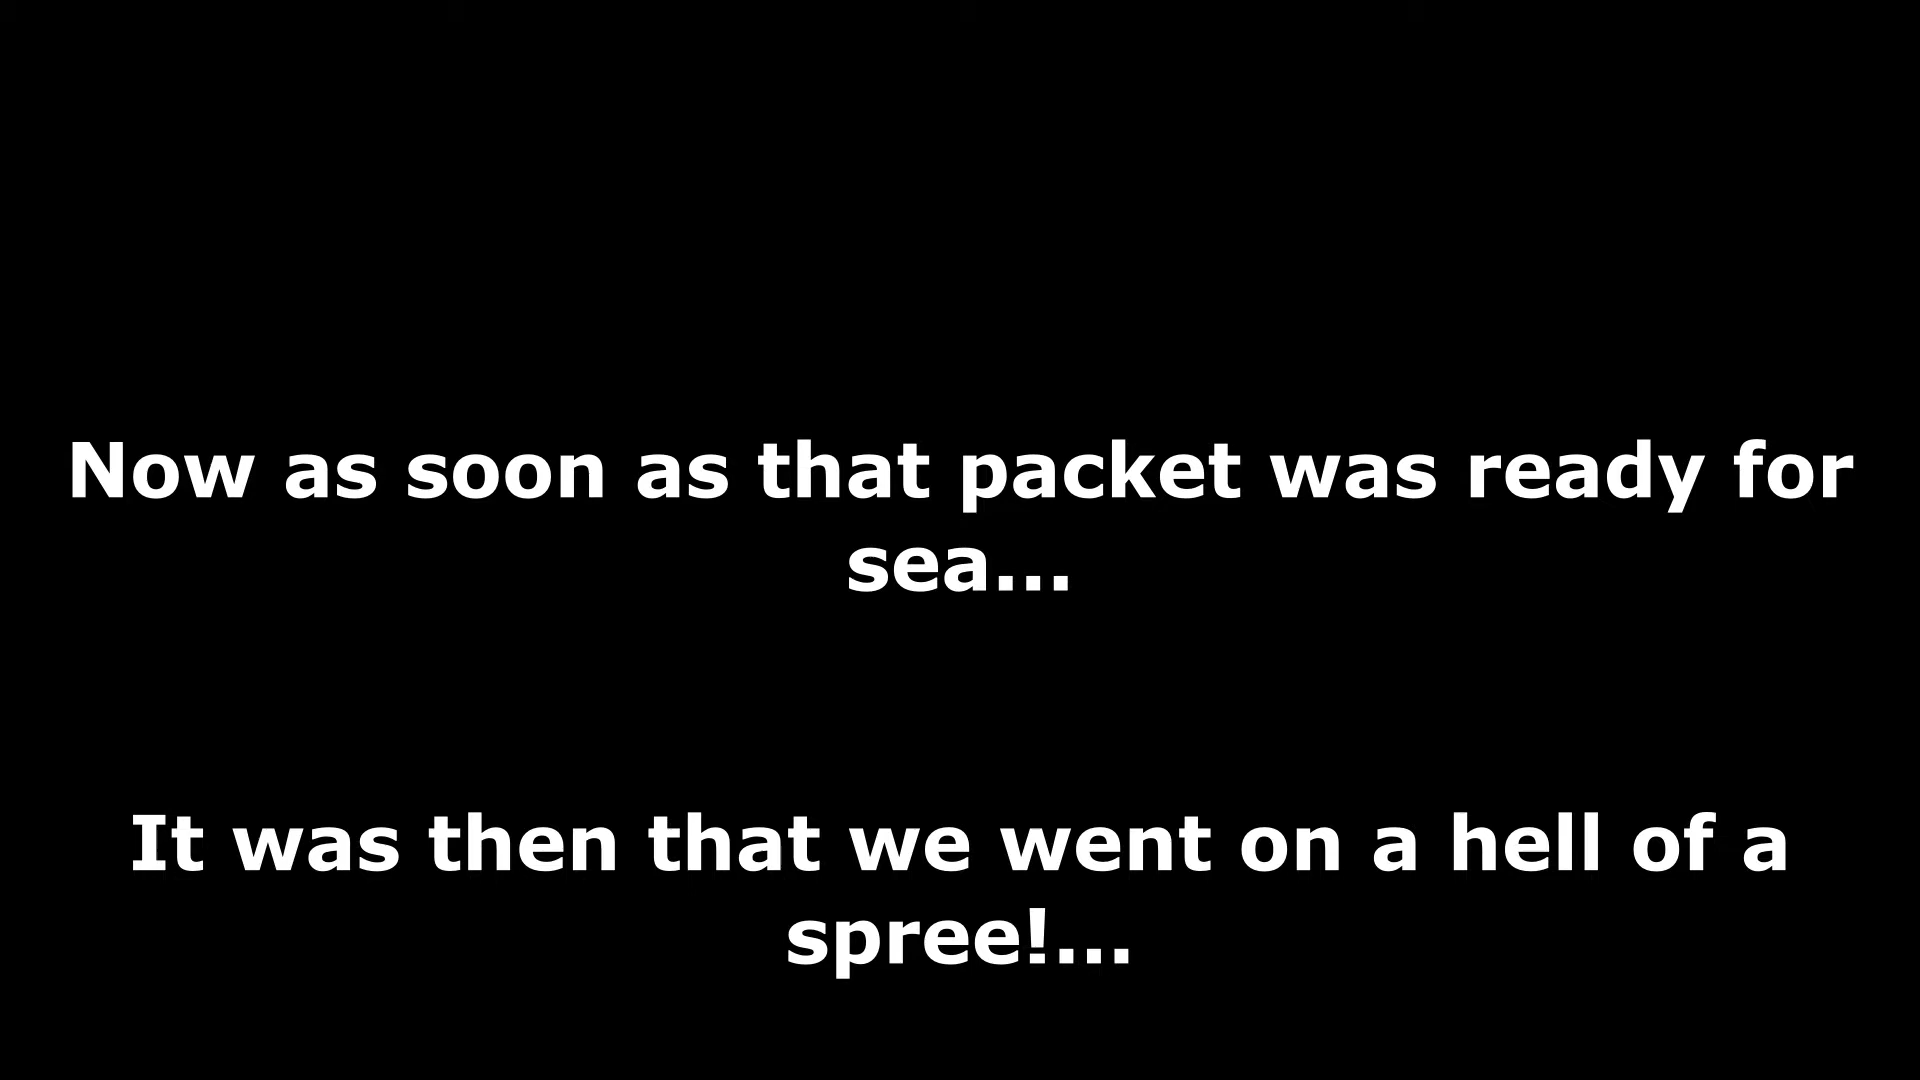 Now as soon as that packet was ready for
sea...
It was then that we went on a hell of a
spree!...